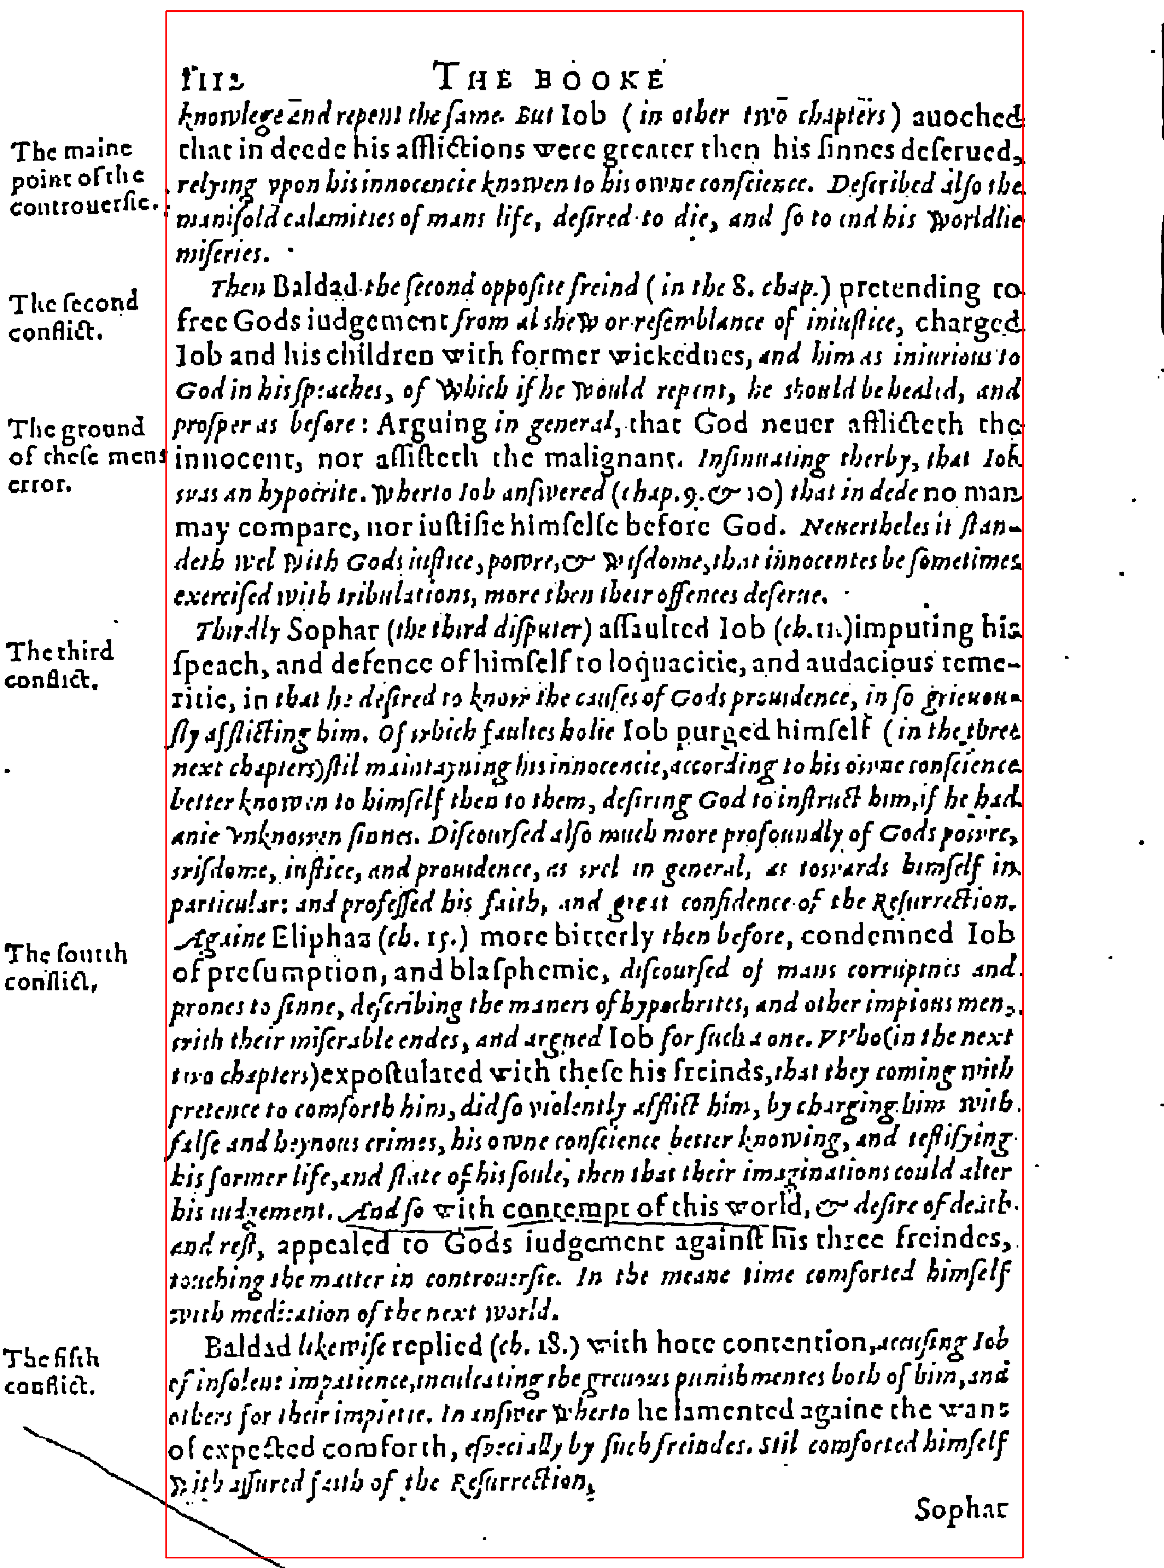 1112 THE BOOKE
knowlege and repent the ſame. But Iob (in other two chapters) auoched
that in deede his afflictions were greater then his ſinnes deſerued,
relying vpon his innocencie knowen to his owne conſcience. Deſcribed alſo the
manifold calamities of mans life, deſired to die, and ſo to end his worldlie
miſeries.
Then Baldad the ſecond oppoſite freind (in the 8. chap.) pretending to
free Gods iudgement from al shew or reſemblance of iniuſtice, charged
Iob and his children with former wickednes, and him as iniurious to
God in his ſpeaches, of which if he would repent, he should be healed, and
proſper as before: Arguing in general, that God neuer afflicteth the
innocent, nor aſſiſteth the malignant. Inſinuating therby, that Iob
was an hypocrite. Wherto Iob anſwered (chap. 9. & 10) that in dede no man
may compare, nor iuſtifie himſelfe before God. Neuertheles it ſtan-
deth wel with Gods iuſtice, powre, & wiſdome, that innocentes be ſometimes
exerciſed with tribulations, more then their offences deſerue.
Thirdly Sophar (the third diſputer) aſſaulted Iob (ch. 11.) imputing his
ſpeach, and defence of himſelf to loquacitie, and audacious teme-
ritie, in that he deſired to know the cauſes of Gods prouidence, in ſo grieuou-
ſly afflicting him. Of which faultes holie Iob purged himſelf (in the three
next chapters) ſtil maintayning his innocencie, according to his owne conſcience
better knowen to himſelf then to them, deſiring God to inſtruct him, if he had
anie vnknowen ſinnes. Diſcourſed alſo much more profoundly of Gods powre,
wiſdome, iuſtice, and prouidence, as wel in general, as towards himſelf in
particular: and profeſſed his faith, and great confidence of the Reſurrection.
Againe Eliphaz (ch. 15.) more bitterly then before, condemned Iob
of preſumption, and blaſphemie, diſcourſed of mans corruptnes and
prones to ſinne, deſcribing the maners of hypochrites, and other impious men,
with their miſerable endes, and argued Iob for ſuch a one. VVho (in the next
two chapters) expoſtulated with theſe his freinds, that they coming with
pretence to comforth him, did ſo violently afflict him, by charging him with
falſe and heynous crimes, his owne conſcience better knowing, and teſtifying
his former life, and ſtate of his ſoule, then that their imaginations could alter
his iudgement. And ſo with contempt of this world, & deſire of death
and reſt, appealed to Gods iudgement againſt his three freindes,
touching the matter in controuerſie. In the meane time comforted himſelf
with meditation of the next world.
Baldad likewiſe replied (ch. 18.) with hote contention, accuſing Iob
of inſolent impatience, inculcating the greuous punishmentes both of him, and
others for their impietie. In anſwer wherto he lamented againe the want
of expected comforth, eſpecially by ſuch freindes. Stil comforted himſelf
with aſſured faith of the Reſurrection,
Sophar
The maine
point of the
controuerſie.
The ſecond
conflict.
The ground
of theſe mens
error.
The third
conflict.
The fourth
conflict,
The fifth
conflict.